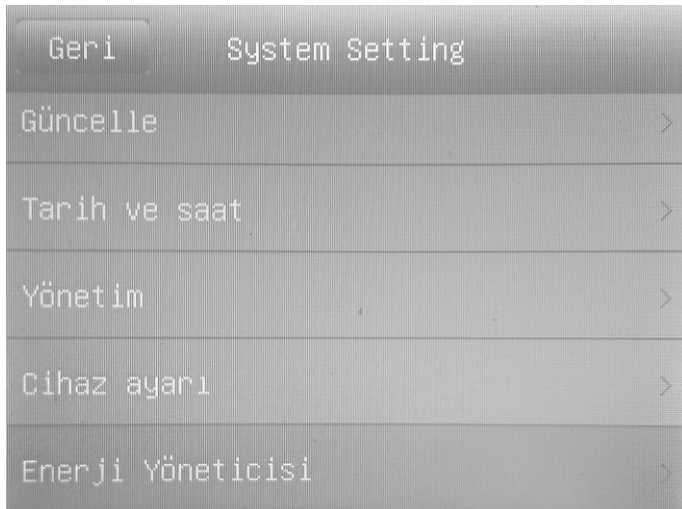 Geri
System Setting
Güncelle
Tarih ve saat
Yönetim
Cihaz ayarı
Enerji Yöneticisi